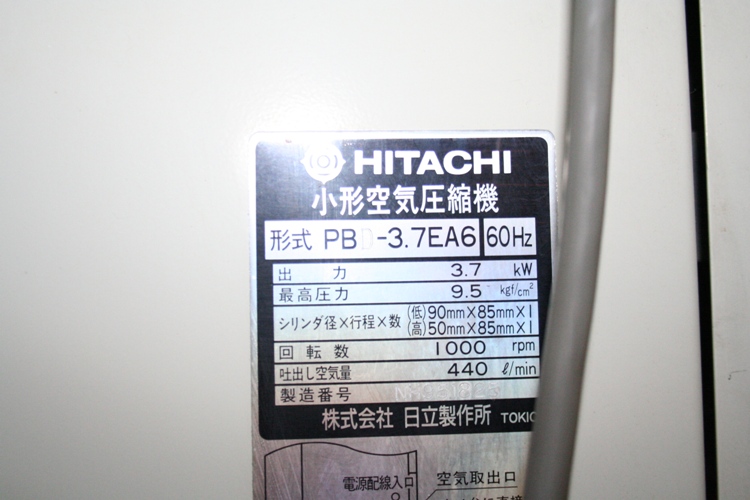 HITACHI
小形空気圧縮機
形式 PBD-3.7EA6 60Hz
出力 3.7 kW
最高圧力 9.5 kgf/cm²
シリンダ径×行程×数 (低)90mm×85mm×1
(高)50mm×85mm×1
回転数 1000 rpm
吐出し空気量 440 ℓ/min
製造番号
株式会社 日立製作所 TOKIO
電源配線入口
空気取出口